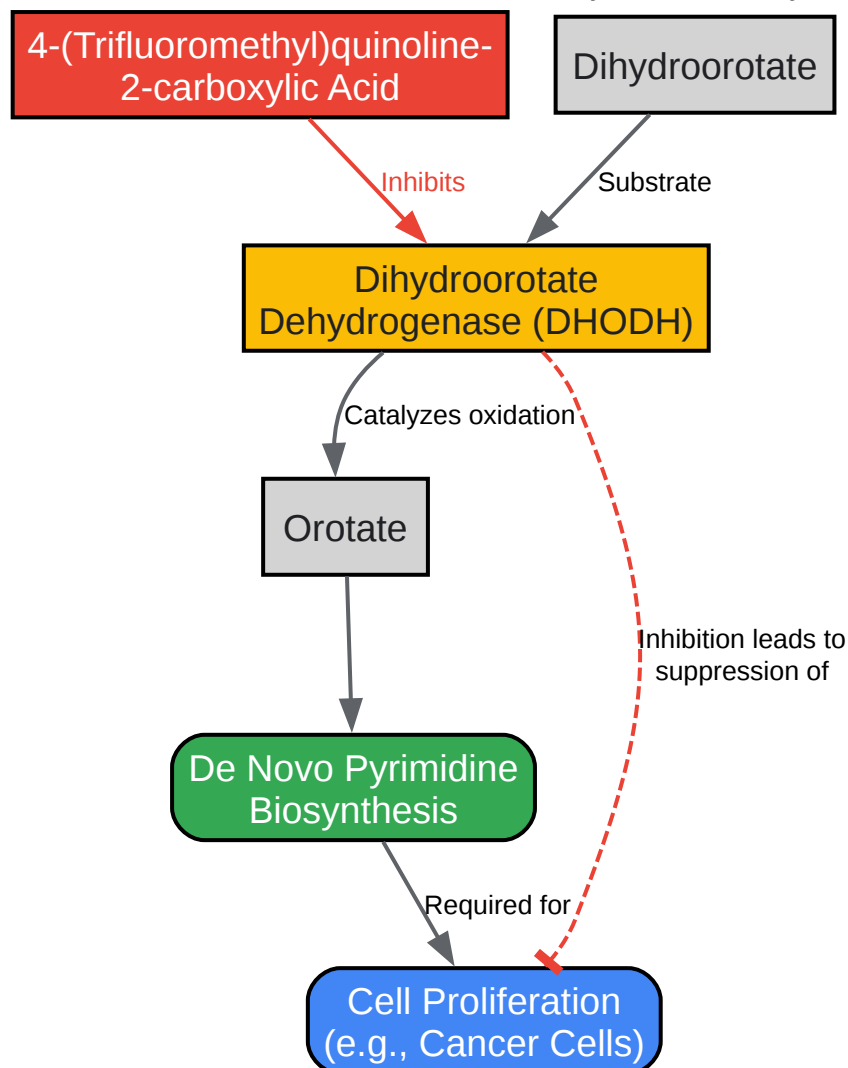 4-(Trifluoromethyl)quinoline-
2-carboxylic Acid
Dihydroorotate
Inhibits
Substrate
Dihydroorotate
Dehydrogenase (DHODH)
Catalyzes oxidation
Orotate
Inhibition leads to
suppression of
De Novo Pyrimidine
Biosynthesis
Required for
Cell Proliferation
(e.g., Cancer Cells)